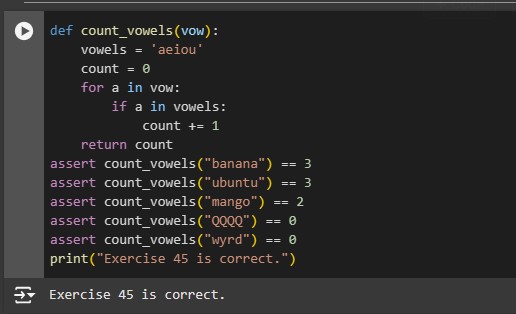 def count_vowels(vow):
    vowels = 'aeiou'
    count = 0
    for a in vow:
        if a in vowels:
            count += 1
    return count
assert count_vowels("banana") == 3
assert count_vowels("ubuntu") == 3
assert count_vowels("mango") == 2
assert count_vowels("QQQQ") == 0
assert count_vowels("wyrd") == 0
print("Exercise 45 is correct.")
Exercise 45 is correct.